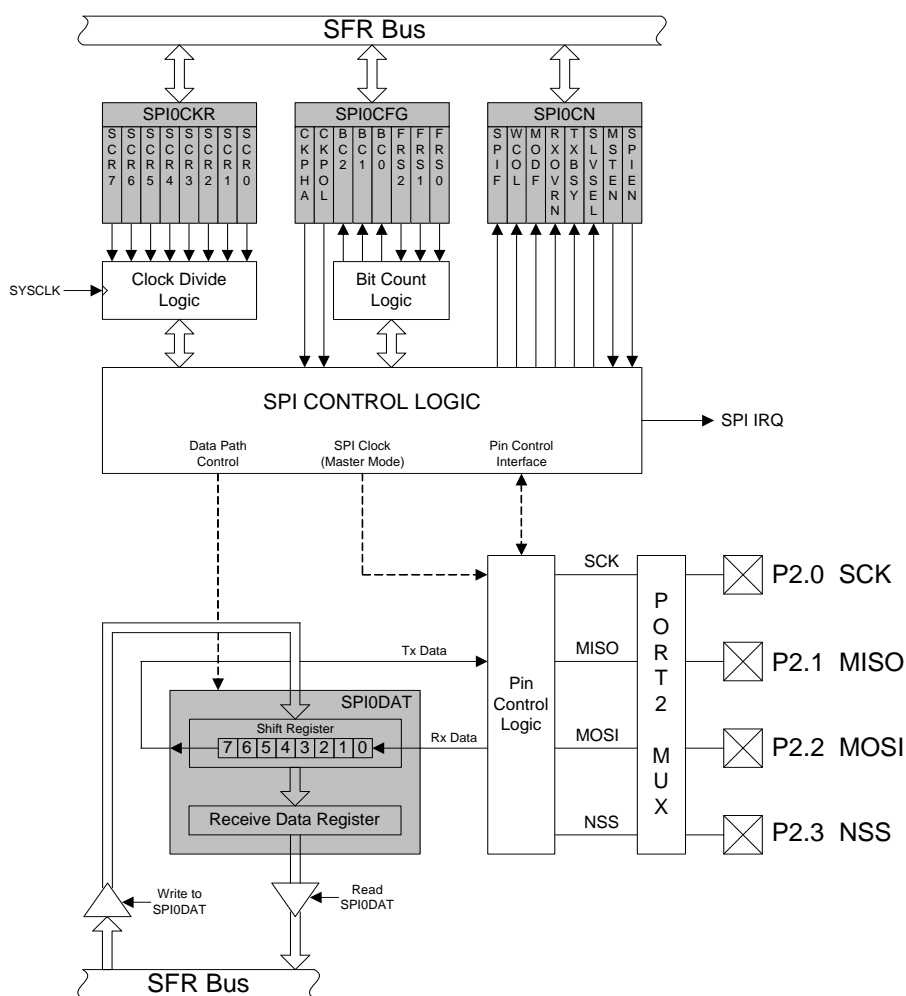 SFR Bus
SPI0CKR
SCR7 SCR6 SCR5 SCR4 SCR3 SCR2 SCR1 SCR0
SPI0CFG
CKPHA CKPOL BC2 BC1 BC0 FRS2 FRS1 FRS0
SPI0CN
SPIF WCOL MODF RXOVRN TXBSY SLVSEL MSTEN SPIEN
SYSCLK
Clock Divide
Logic
Bit Count
Logic
SPI CONTROL LOGIC
SPI IRQ
Data Path
Control
SPI Clock
(Master Mode)
Pin Control
Interface
SCK
P2.0 SCK
Tx Data
MISO
P2.1 MISO
Pin
Control
Logic
PORT2
MUX
SPI0DAT
Shift Register
7 6 5 4 3 2 1 0
Rx Data
MOSI
P2.2 MOSI
Receive Data Register
NSS
P2.3 NSS
Write to
SPI0DAT
Read
SPI0DAT
SFR Bus